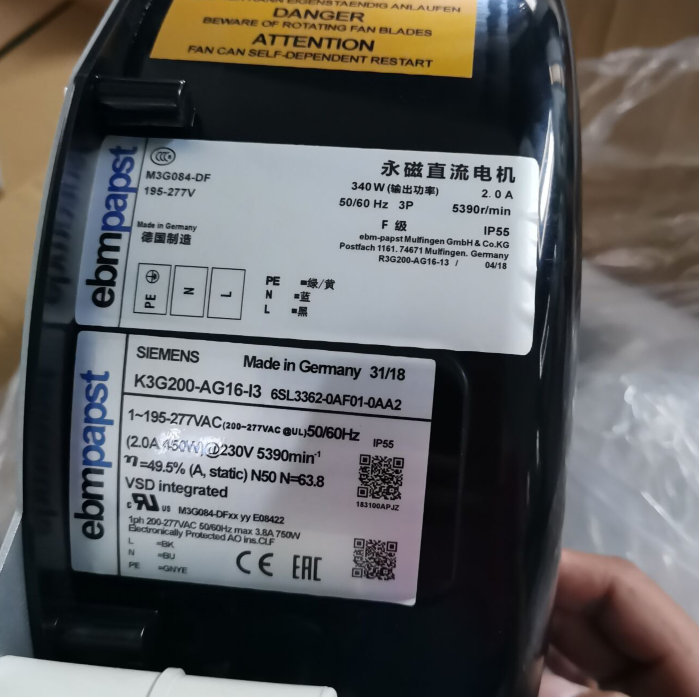 EIGENSTAENDIG ANLAUFEN
DANGER
BEWARE OF ROTATING FAN BLADES
ATTENTION
FAN CAN SELF-DEPENDENT RESTART
ebmpapst
M3G084-DF
195-277V
Made in Germany
德国制造
PE
N
L
永磁直流电机
340W(输出功率) 2.0A
50/60 Hz 3P 5390r/min
F 级 IP55
ebm-papst Mulfingen GmbH & Co.KG
Postfach 1161. 74671 Mulfingen. Germany
R3G200-AG16-13 / 04/18
PE =绿/黄
N =蓝
L =黑
ebmpapst
SIEMENS Made in Germany 31/18
K3G200-AG16-I3 6SL3362-0AF01-0AA2
1~195-277VAC(200-277VAC @UL)50/60Hz IP55
(2.0A 450W)@230V 5390min⁻¹
η=49.5% (A, static) N50 N=63.8
VSD integrated
183100APJZ
c US M3G084-DFxx yy E08422
1ph 200-277VAC 50/60Hz max 3.8A 750W
Electronically Protected AO Ins.CLF
L =BK
N =BU
PE =GNYE
CE EAC